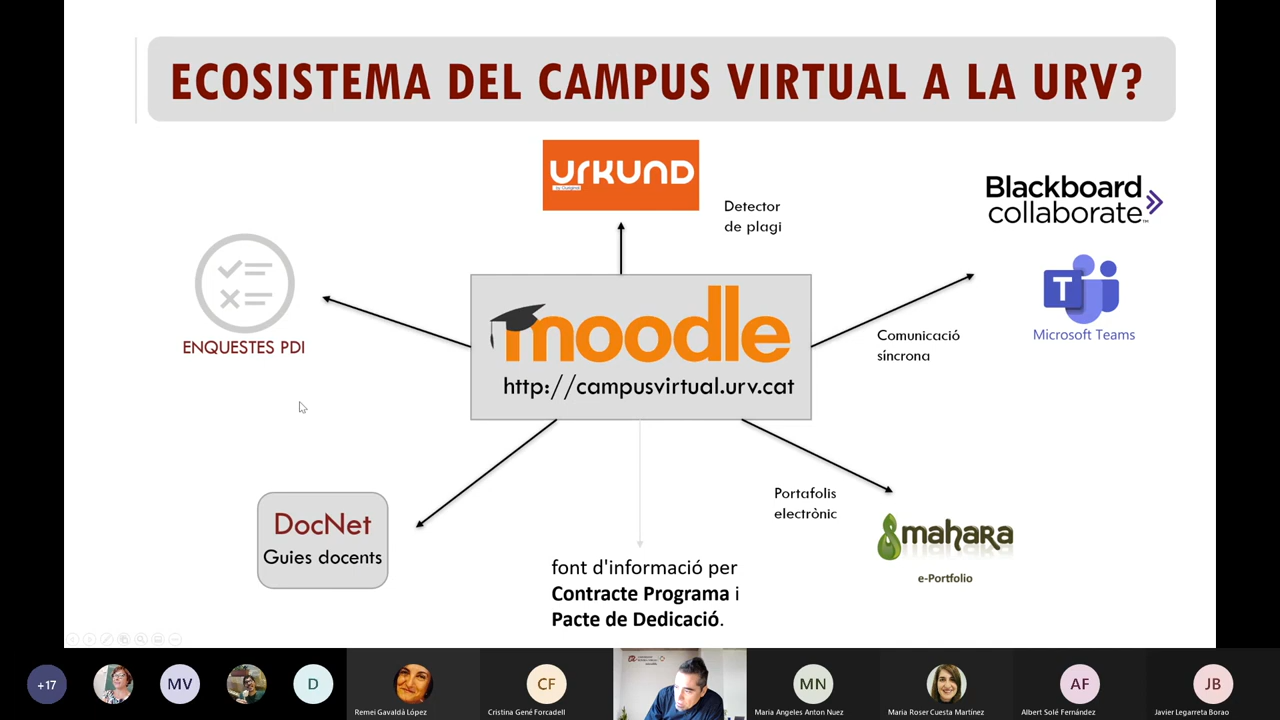 ECOSISTEMA DEL CAMPUS VIRTUAL A LA URV?
urkund
Detector
de plagi
Blackboard
collaborate
Microsoft Teams
Comunicació
síncrona
ENQUESTES PDI
moodle
http://campusvirtual.urv.cat
DocNet
Guies docents
font d'informació per
Contracte Programa i
Pacte de Dedicació.
Portafolis
electrònic
mahara
e-Portfolio
+17
MV
D
Remei Gavaldà López
CF
Cristina Gené Forcadell
MN
Maria Angeles Anton Nuez
Maria Roser Cuesta Martínez
AF
Albert Solé Fernández
JB
Javier Legarreta Borao